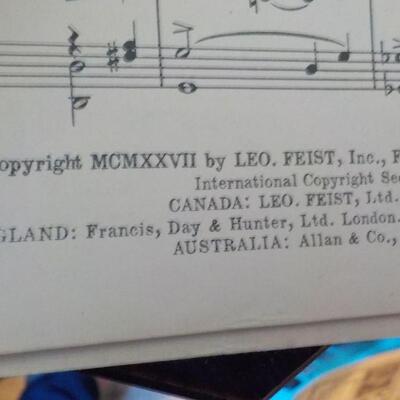 opyright MCMXXVII by LEO. FEIST, Inc., F
International Copyright Se
CANADA: LEO. FEIST, Ltd.
GLAND: Francis, Day & Hunter, Ltd. London.
AUSTRALIA: Allan & Co.,